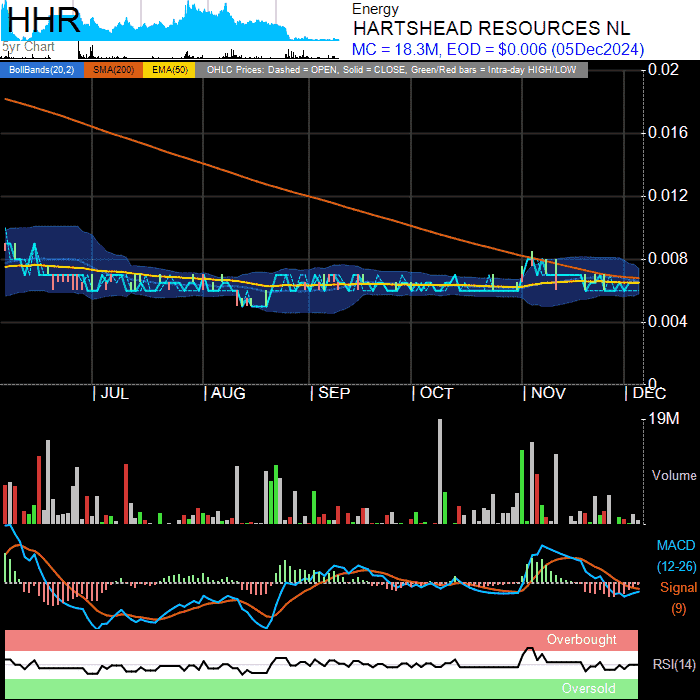 HHR
5yr Chart
Energy
HARTSHEAD RESOURCES NL
MC = 18.3M, EOD = $0.006 (05Dec2024)
BollBands(20,2) SMA(200) EMA(50) OHLC Prices: Dashed = OPEN, Solid = CLOSE, Green/Red bars = Intra-day HIGH/LOW
0.02
0.016
0.012
0.008
0.004
0
| JUL | AUG | SEP | OCT | NOV | DEC
19M
Volume
MACD
(12-26)
Signal
(9)
Overbought
RSI(14)
Oversold